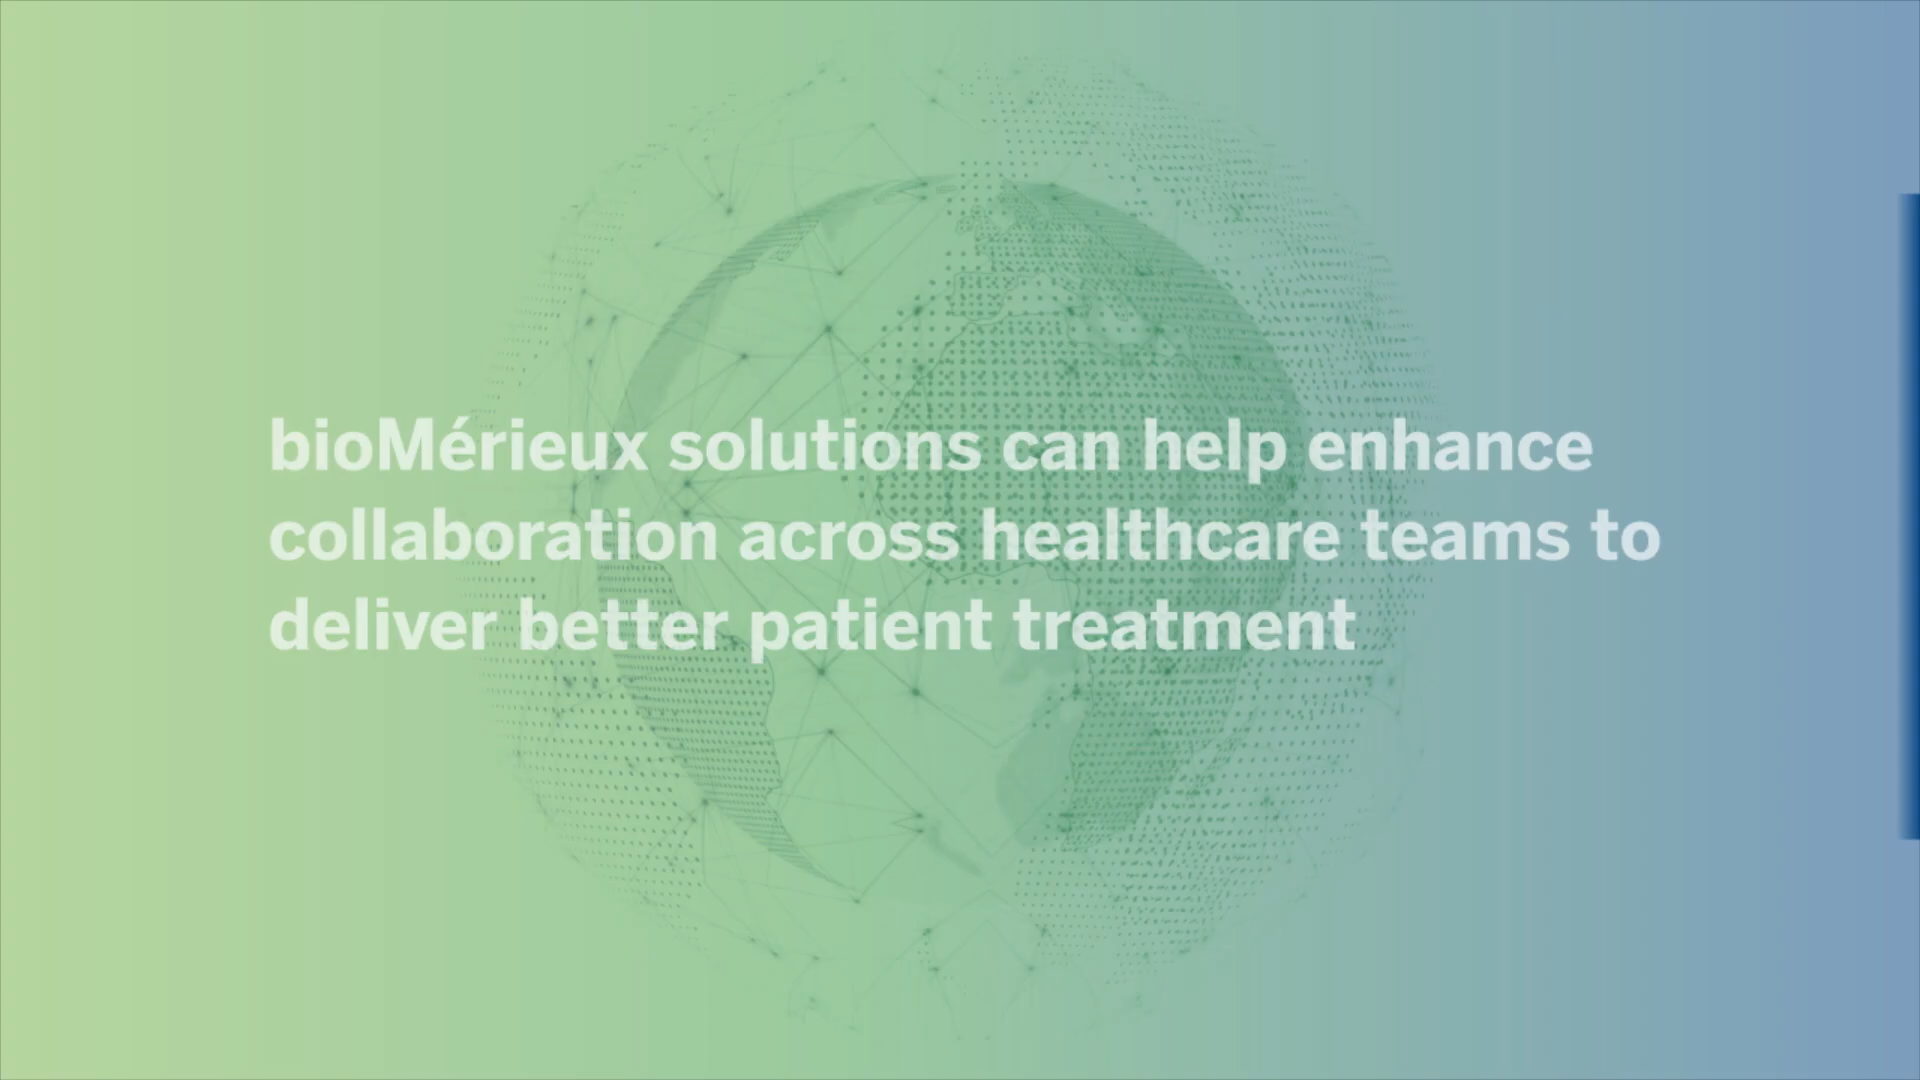 bioMérieux solutions can help enhance
collaboration across healthcare teams to
deliver better patient treatment